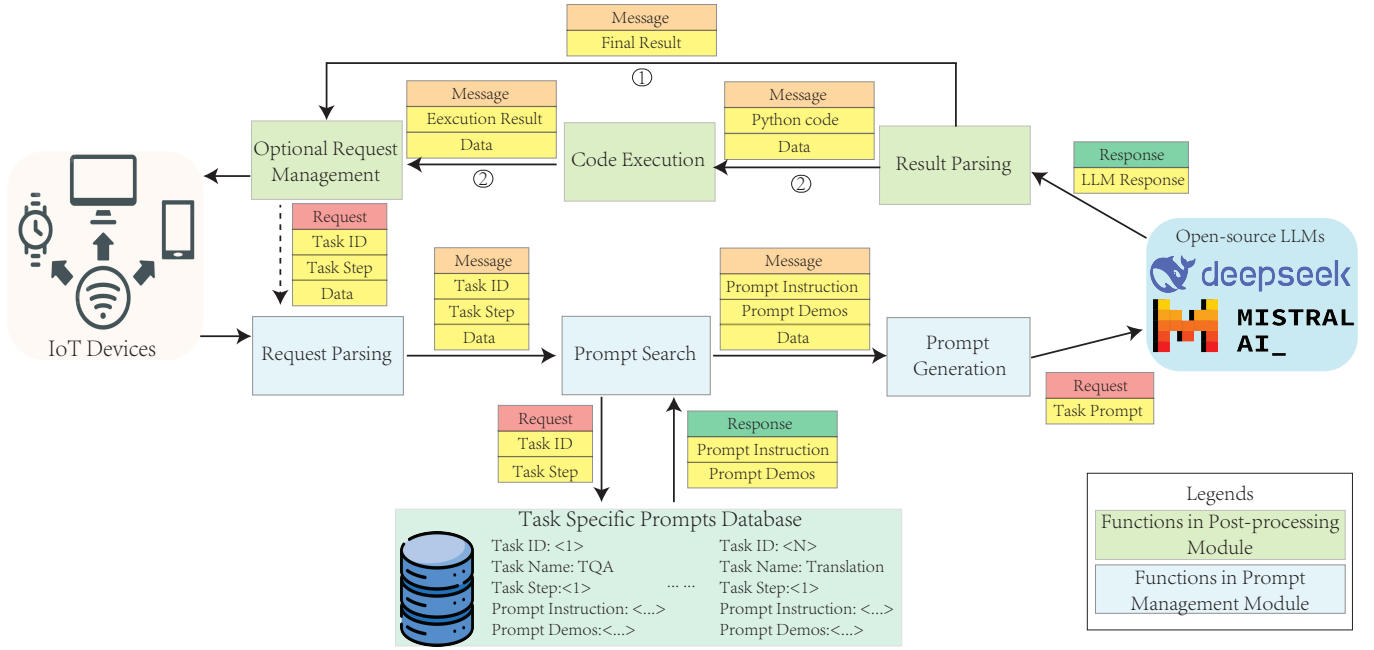 Message
Final Result
①
Message
Eexcution Result
Data
②
Message
Python code
Data
②
Optional Request
Management
Code Execution
Result Parsing
Response
LLM Response
Open-source LLMs
deepseek
MISTRAL
AI_
IoT Devices
Request
Task ID
Task Step
Data
Request Parsing
Message
Task ID
Task Step
Data
Prompt Search
Message
Prompt Instruction
Prompt Demos
Data
Prompt
Generation
Request
Task Prompt
Request
Task ID
Task Step
Response
Prompt Instruction
Prompt Demos
Task Specific Prompts Database
Task ID: <1>
Task Name: TQA
Task Step:<1>
Prompt Instruction: <...>
Prompt Demos:<...>
... ...
Task ID: <N>
Task Name: Translation
Task Step:<1>
Prompt Instruction: <...>
Prompt Demos:<...>
Legends
Functions in Post-processing
Module
Functions in Prompt
Management Module